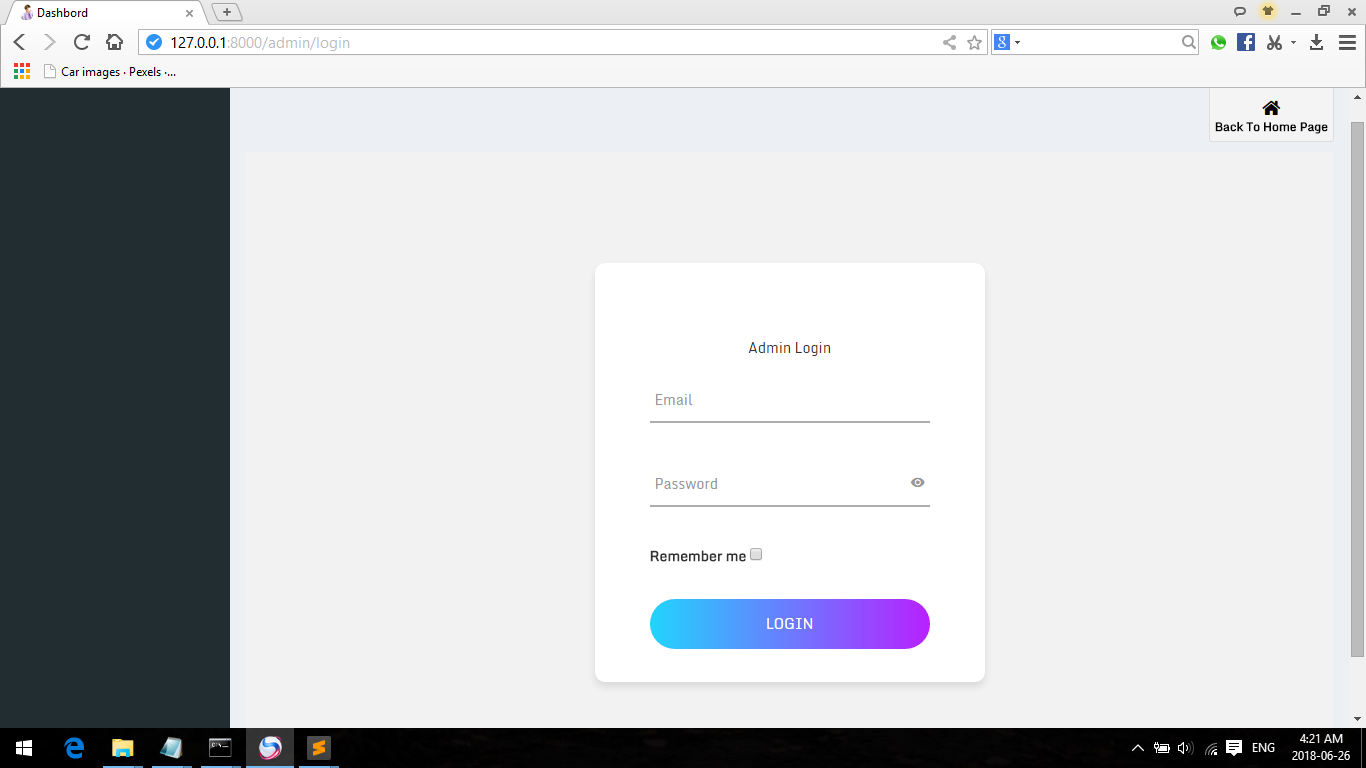 Dashbord
127.0.0.1:8000/admin/login
Car images · Pexels ·...
Back To Home Page
Admin Login
Email
Password
Remember me
LOGIN
ENG
4:21 AM
2018-06-26